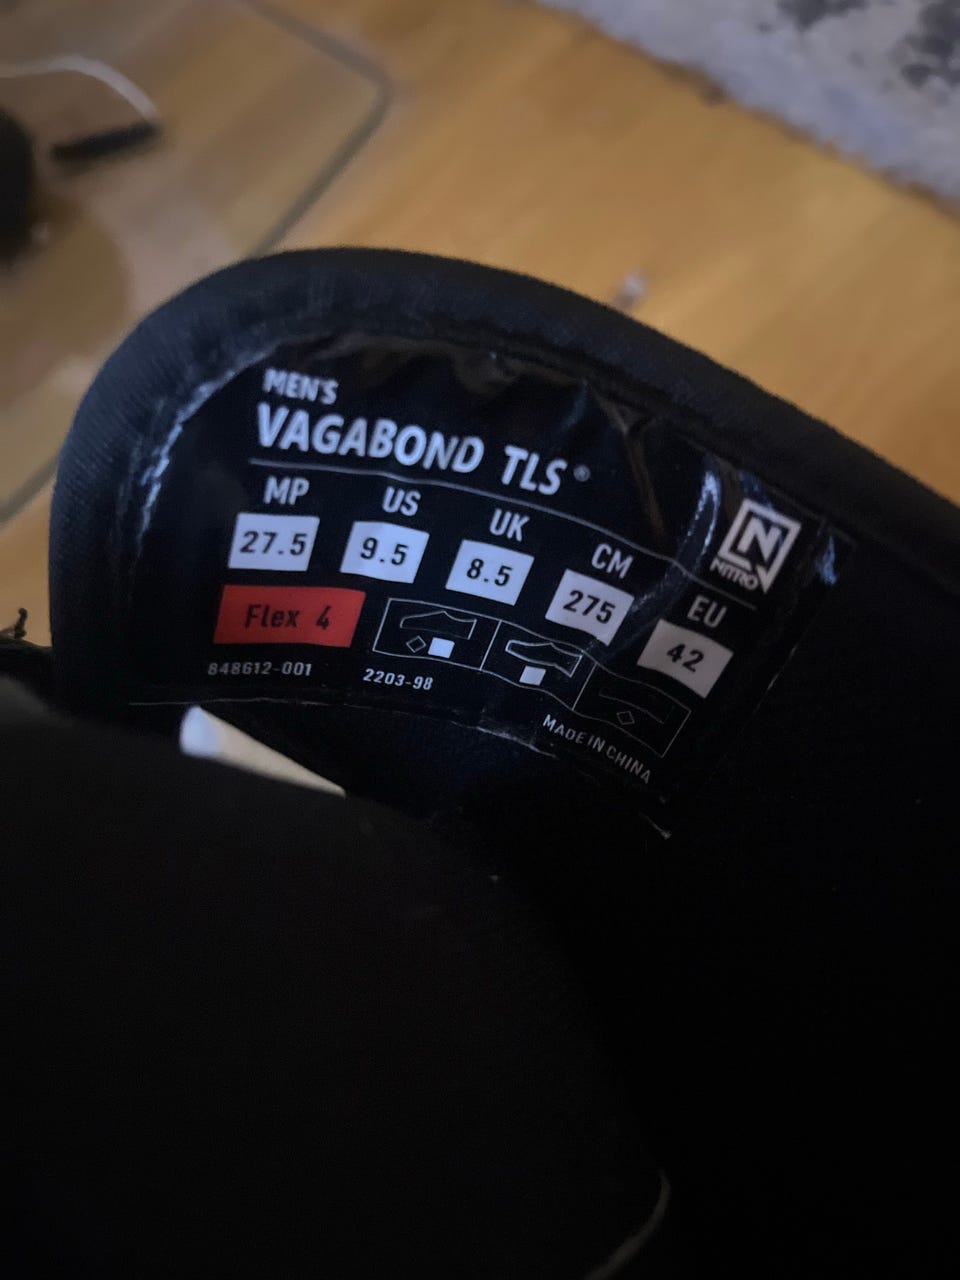 MEN'S
VAGABOND TLS®
MP US UK CM EU
27.5 9.5 8.5 275 42
N
NITRO
Flex 4
848612-001 2203-98
MADE IN CHINA